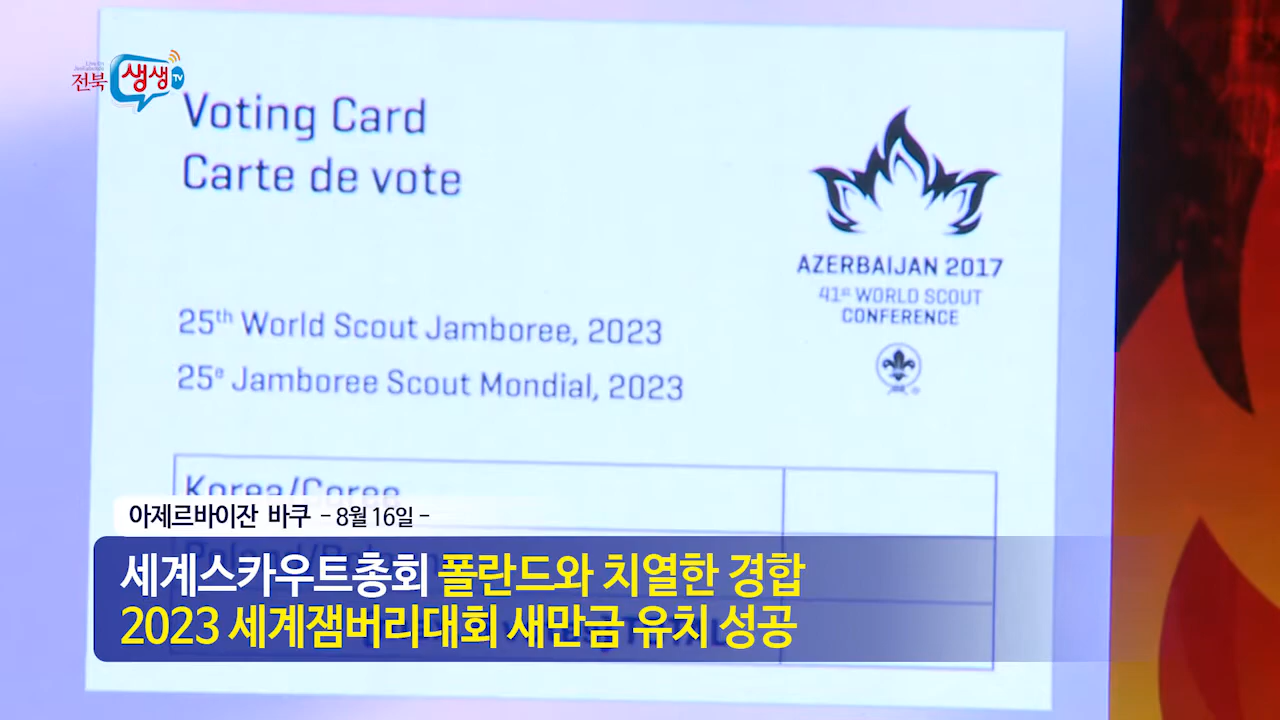 전북 생생 TV
Voting Card
Carte de vote
AZERBAIJAN 2017
41st WORLD SCOUT
CONFERENCE
25th World Scout Jamboree, 2023
25e Jamboree Scout Mondial, 2023
Korea/Coree
아제르바이잔 바쿠 - 8월 16일 -
세계스카우트총회 폴란드와 치열한 경합
2023 세계잼버리대회 새만금 유치 성공